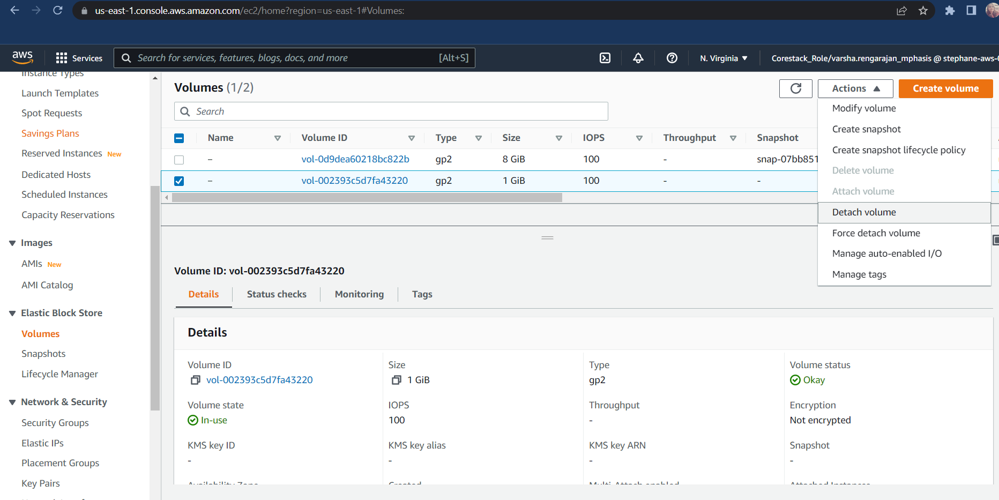 us-east-1.console.aws.amazon.com/ec2/home?region=us-east-1#Volumes:
aws
Services
Search for services, features, blogs, docs, and more
[Alt+S]
N. Virginia
Corestack_Role/varsha.rengarajan_mphasis @ stephane-aws-
Instance Types
Launch Templates
Spot Requests
Savings Plans
Reserved Instances New
Dedicated Hosts
Scheduled Instances
Capacity Reservations
Images
AMIs New
AMI Catalog
Elastic Block Store
Volumes
Snapshots
Lifecycle Manager
Network & Security
Security Groups
Elastic IPs
Placement Groups
Key Pairs
Volumes (1/2)
Actions
Create volume
Search
Name Volume ID Type Size IOPS Throughput Snapshot
– vol-0d9dea60218bc822b gp2 8 GiB 100 - snap-07bb851
– vol-002393c5d7fa43220 gp2 1 GiB 100 - -
Modify volume
Create snapshot
Create snapshot lifecycle policy
Delete volume
Attach volume
Detach volume
Force detach volume
Manage auto-enabled I/O
Manage tags
Volume ID: vol-002393c5d7fa43220
Details Status checks Monitoring Tags
Details
Volume ID
vol-002393c5d7fa43220
Size
1 GiB
Type
gp2
Volume status
Okay
Volume state
In-use
IOPS
100
Throughput
-
Encryption
Not encrypted
KMS key ID
-
KMS key alias
-
KMS key ARN
-
Snapshot
-
Availability Zone
Created
Multi-Attach enabled
Attached Instances